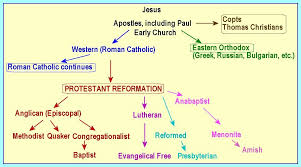 Jesus
Apostles, including Paul
Early Church
Copts
Thomas Christians
Western (Roman Catholic)
Eastern Orthodox
(Greek, Russian, Bulgarian, etc.)
Roman Catholic continues
PROTESTANT REFORMATION
Anabaptist
Anglican (Episcopal)
Lutheran
Methodist Quaker Congregationalist
Reformed
Menonite
Amish
Baptist
Evangelical Free
Presbyterian